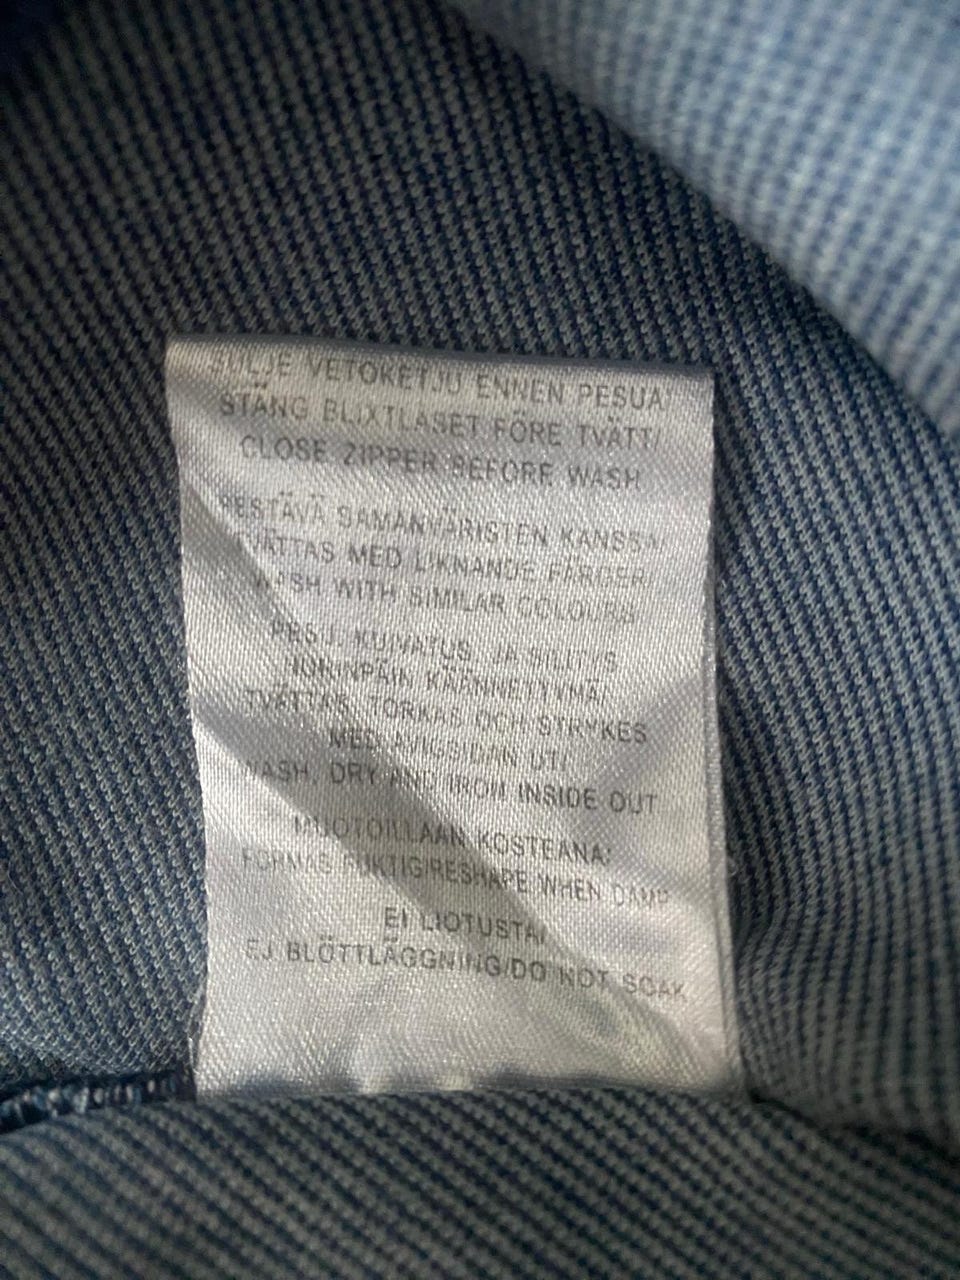 SULJE VETOKETJU ENNEN PESUA/
STÄNG BLIXTLÅSET FÖRE TVÄTT/
CLOSE ZIPPER BEFORE WASH
PESTÄVÄ SAMANVÄRISTEN KANSSA/
TVÄTTAS MED LIKNANDE FÄRGER/
WASH WITH SIMILAR COLOURS
PESU, KUIVATUS JA SILITYS
NURINPÄIN KÄÄNNETTYNÄ/
TVÄTTAS, TORKAS OCH STRYKES
MED AVIGSIDAN UT/
WASH, DRY AND IRON INSIDE OUT
MUOTOILLAAN KOSTEANA/
FORMAS FUKTIG/RESHAPE WHEN DAMP
EI LIOTUSTA/
EJ BLÖTTLÄGGNING/DO NOT SOAK